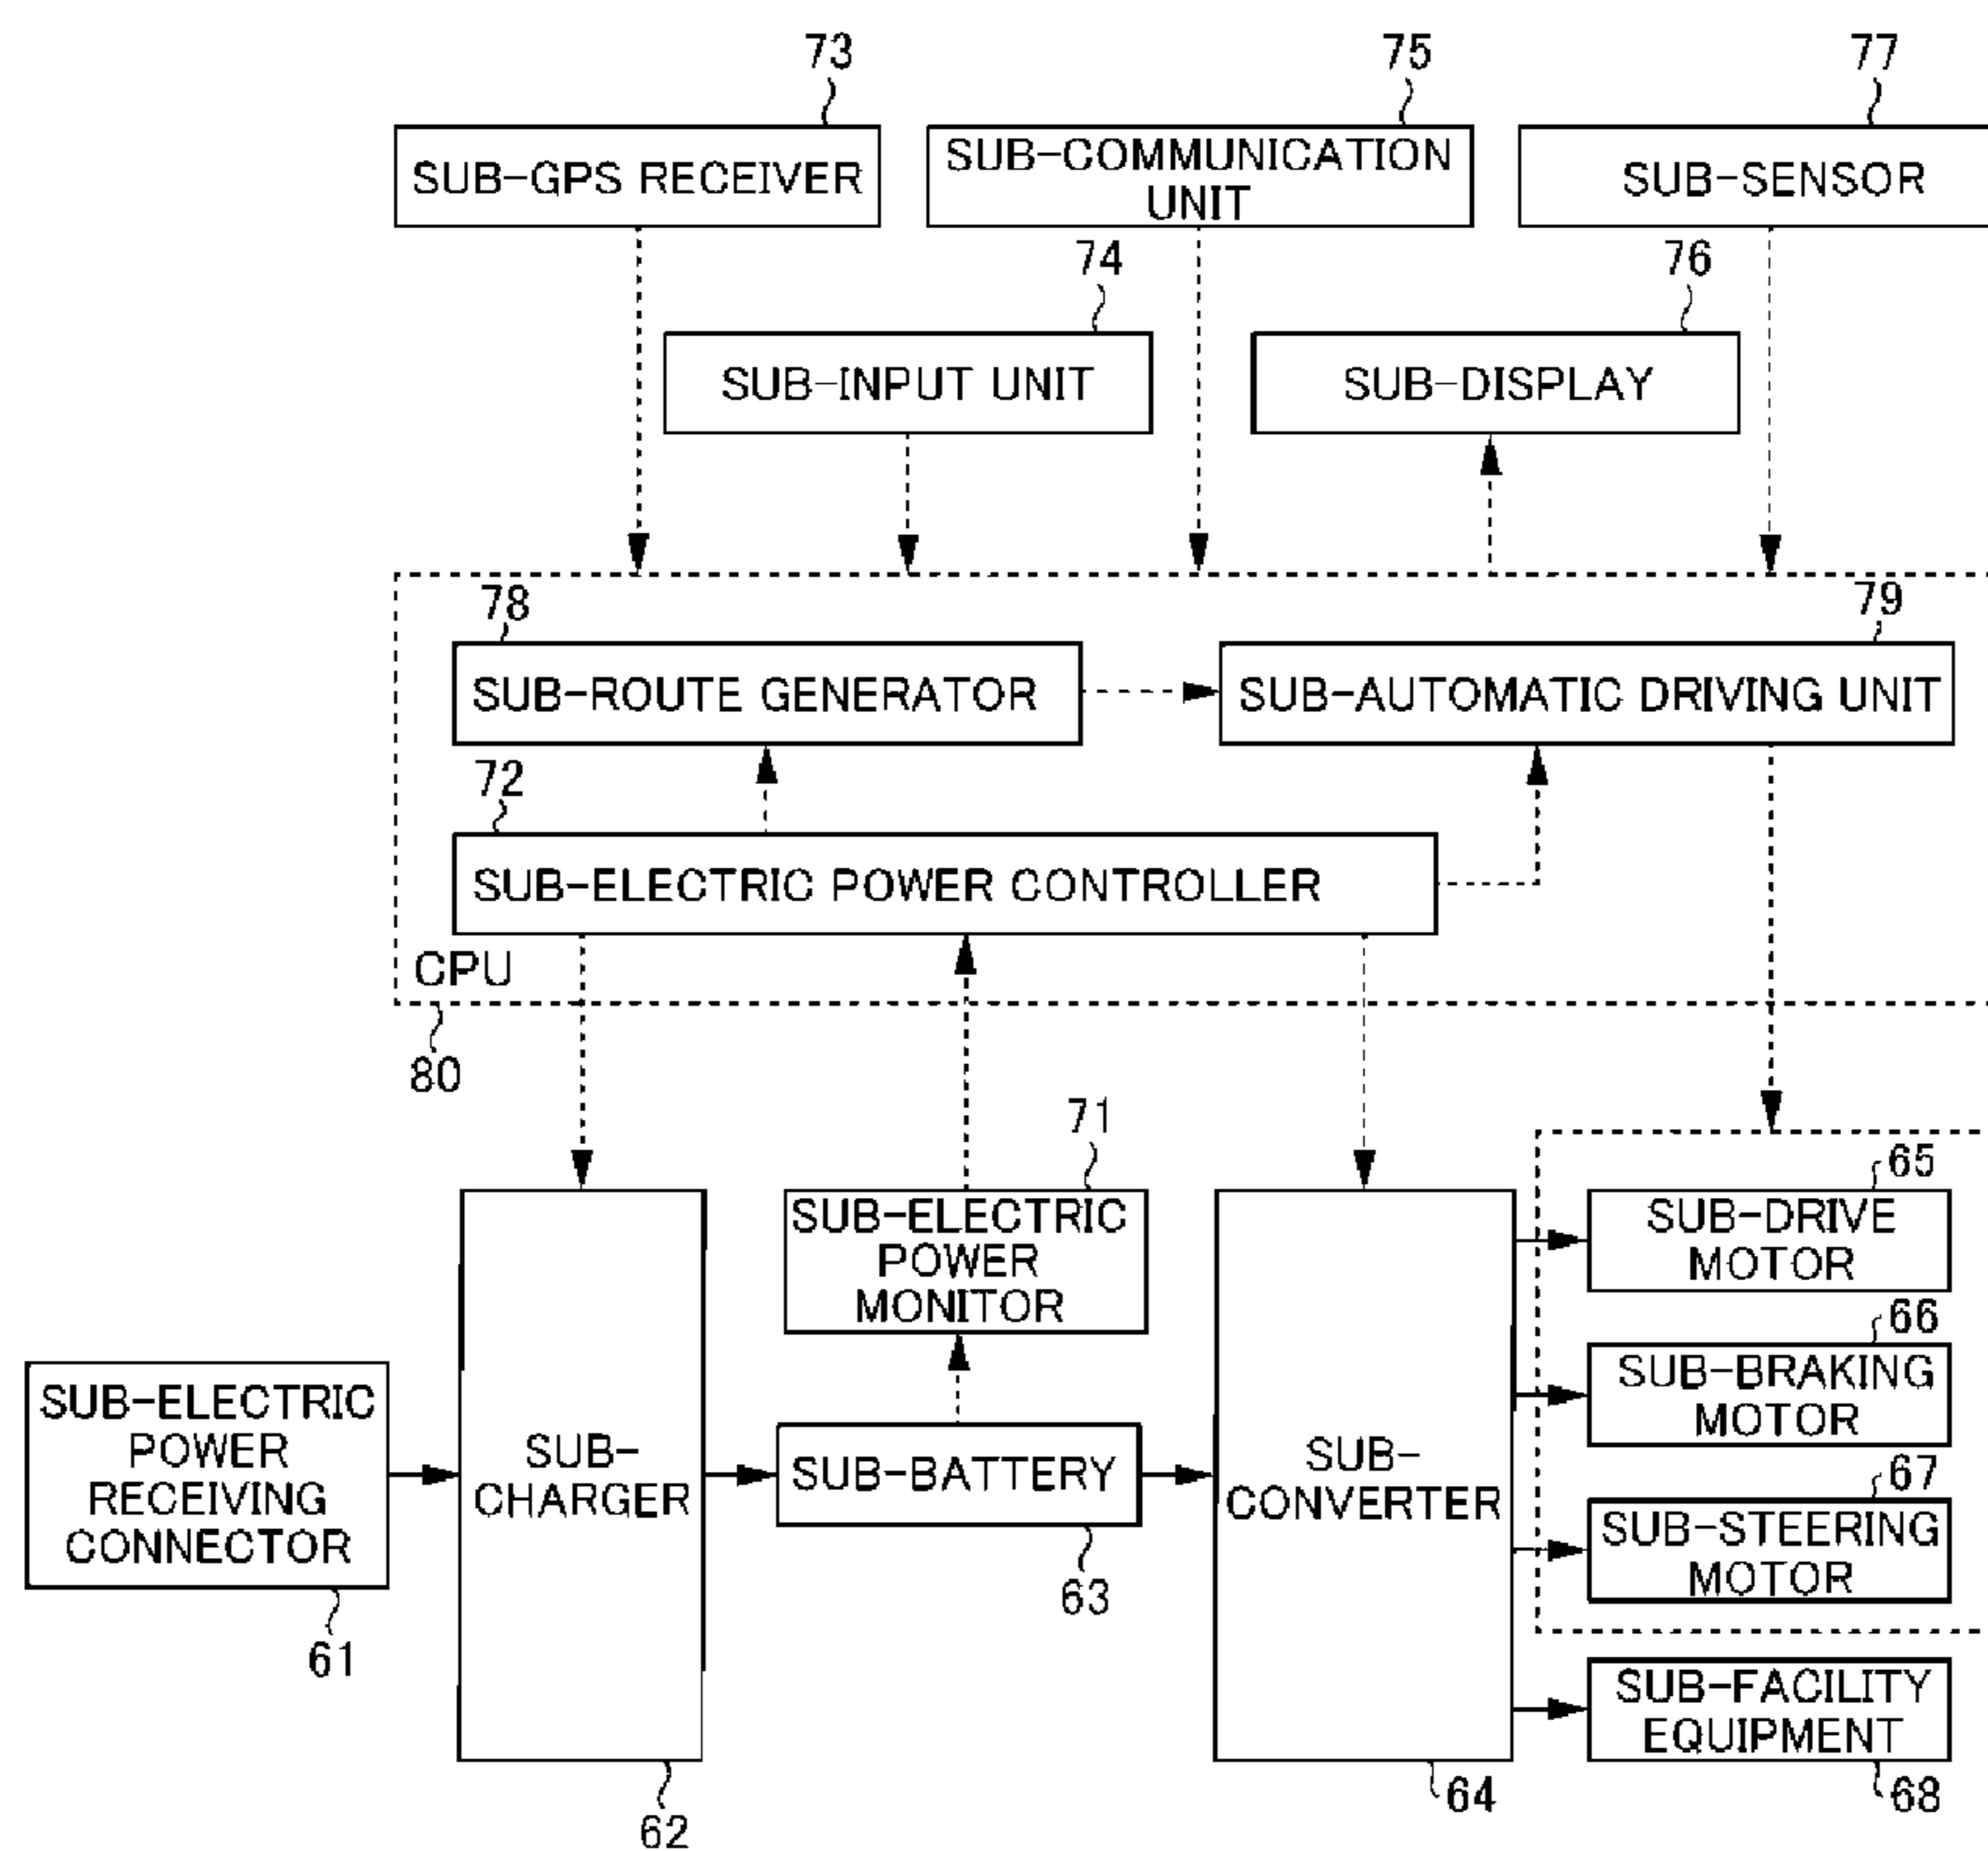 73
75
77
SUB-GPS RECEIVER
SUB-COMMUNICATION
UNIT
SUB-SENSOR
74
76
SUB-INPUT UNIT
SUB-DISPLAY
78
79
SUB-ROUTE GENERATOR
SUB-AUTOMATIC DRIVING UNIT
72
SUB-ELECTRIC POWER CONTROLLER
CPU
80
71
65
SUB-ELECTRIC
POWER
MONITOR
SUB-DRIVE
MOTOR
66
SUB-BRAKING
MOTOR
SUB-ELECTRIC
POWER
RECEIVING
CONNECTOR
SUB-
CHARGER
SUB-BATTERY
SUB-
CONVERTER
67
SUB-STEERING
MOTOR
63
61
SUB-FACILITY
EQUIPMENT
62
64
68